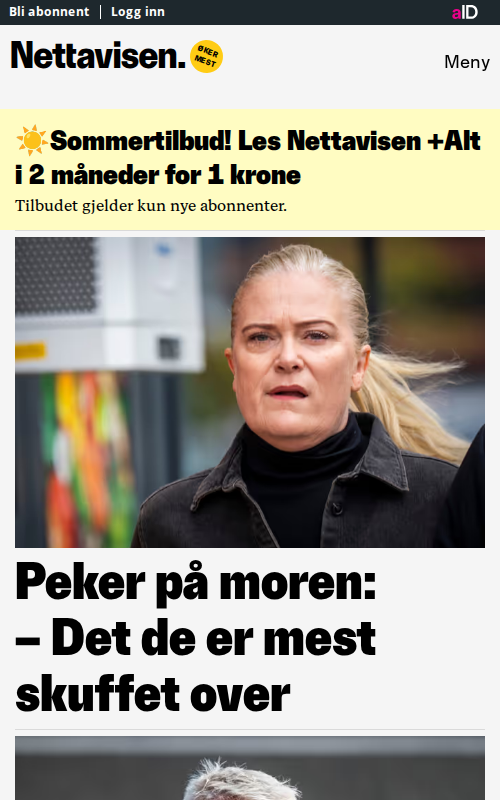 Bli abonnent | Logg inn
aID
Nettavisen.
ØKER
MEST
Meny
☀️Sommertilbud! Les Nettavisen +Alt
i 2 måneder for 1 krone
Tilbudet gjelder kun nye abonnenter.
Peker på moren:
– Det de er mest
skuffet over